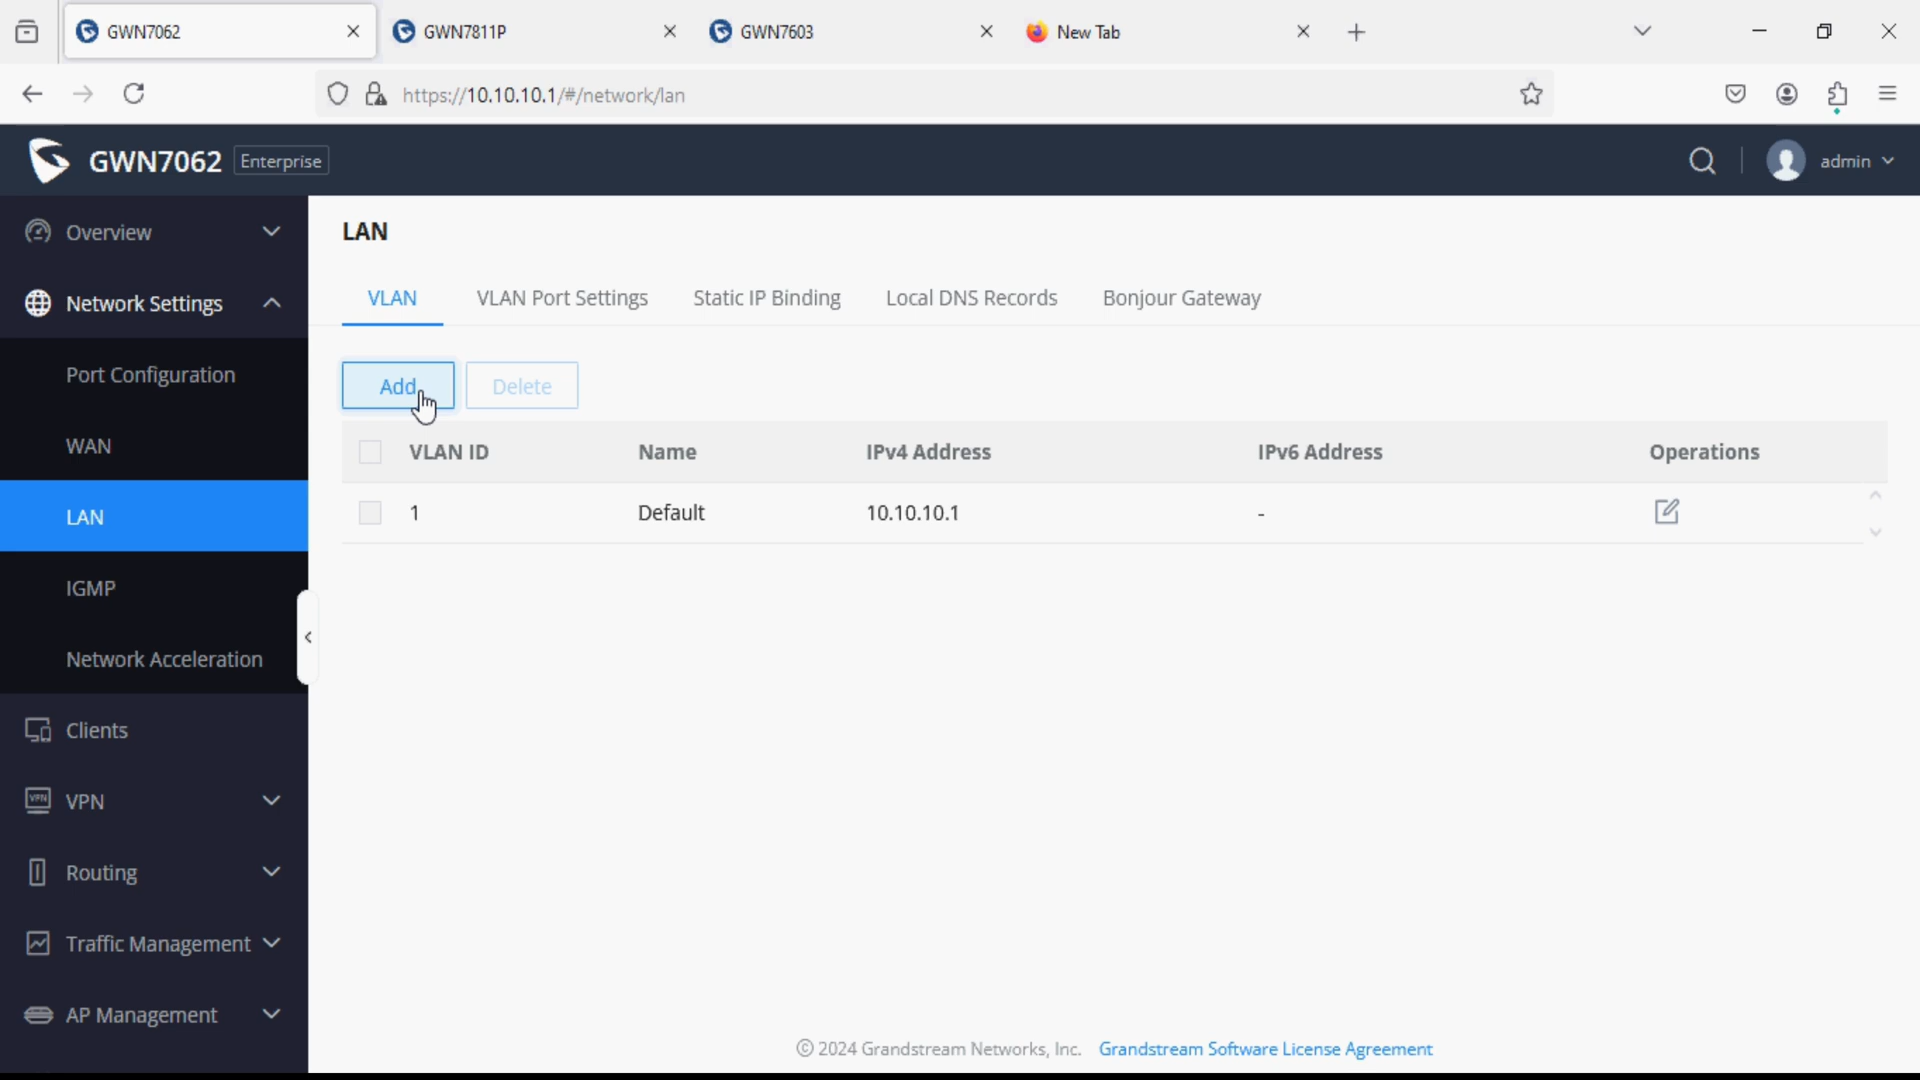 GWN7062
GWN7811P
GWN7603
New Tab
https://10.10.10.1/#/network/lan
GWN7062 Enterprise
admin
Overview
Network Settings
Port Configuration
WAN
LAN
IGMP
Network Acceleration
Clients
VPN VPN
Routing
Traffic Management
AP Management
LAN
VLAN VLAN Port Settings Static IP Binding Local DNS Records Bonjour Gateway
Add Delete
VLAN ID Name IPv4 Address IPv6 Address Operations
1 Default 10.10.10.1 -
© 2024 Grandstream Networks, Inc. Grandstream Software License Agreement